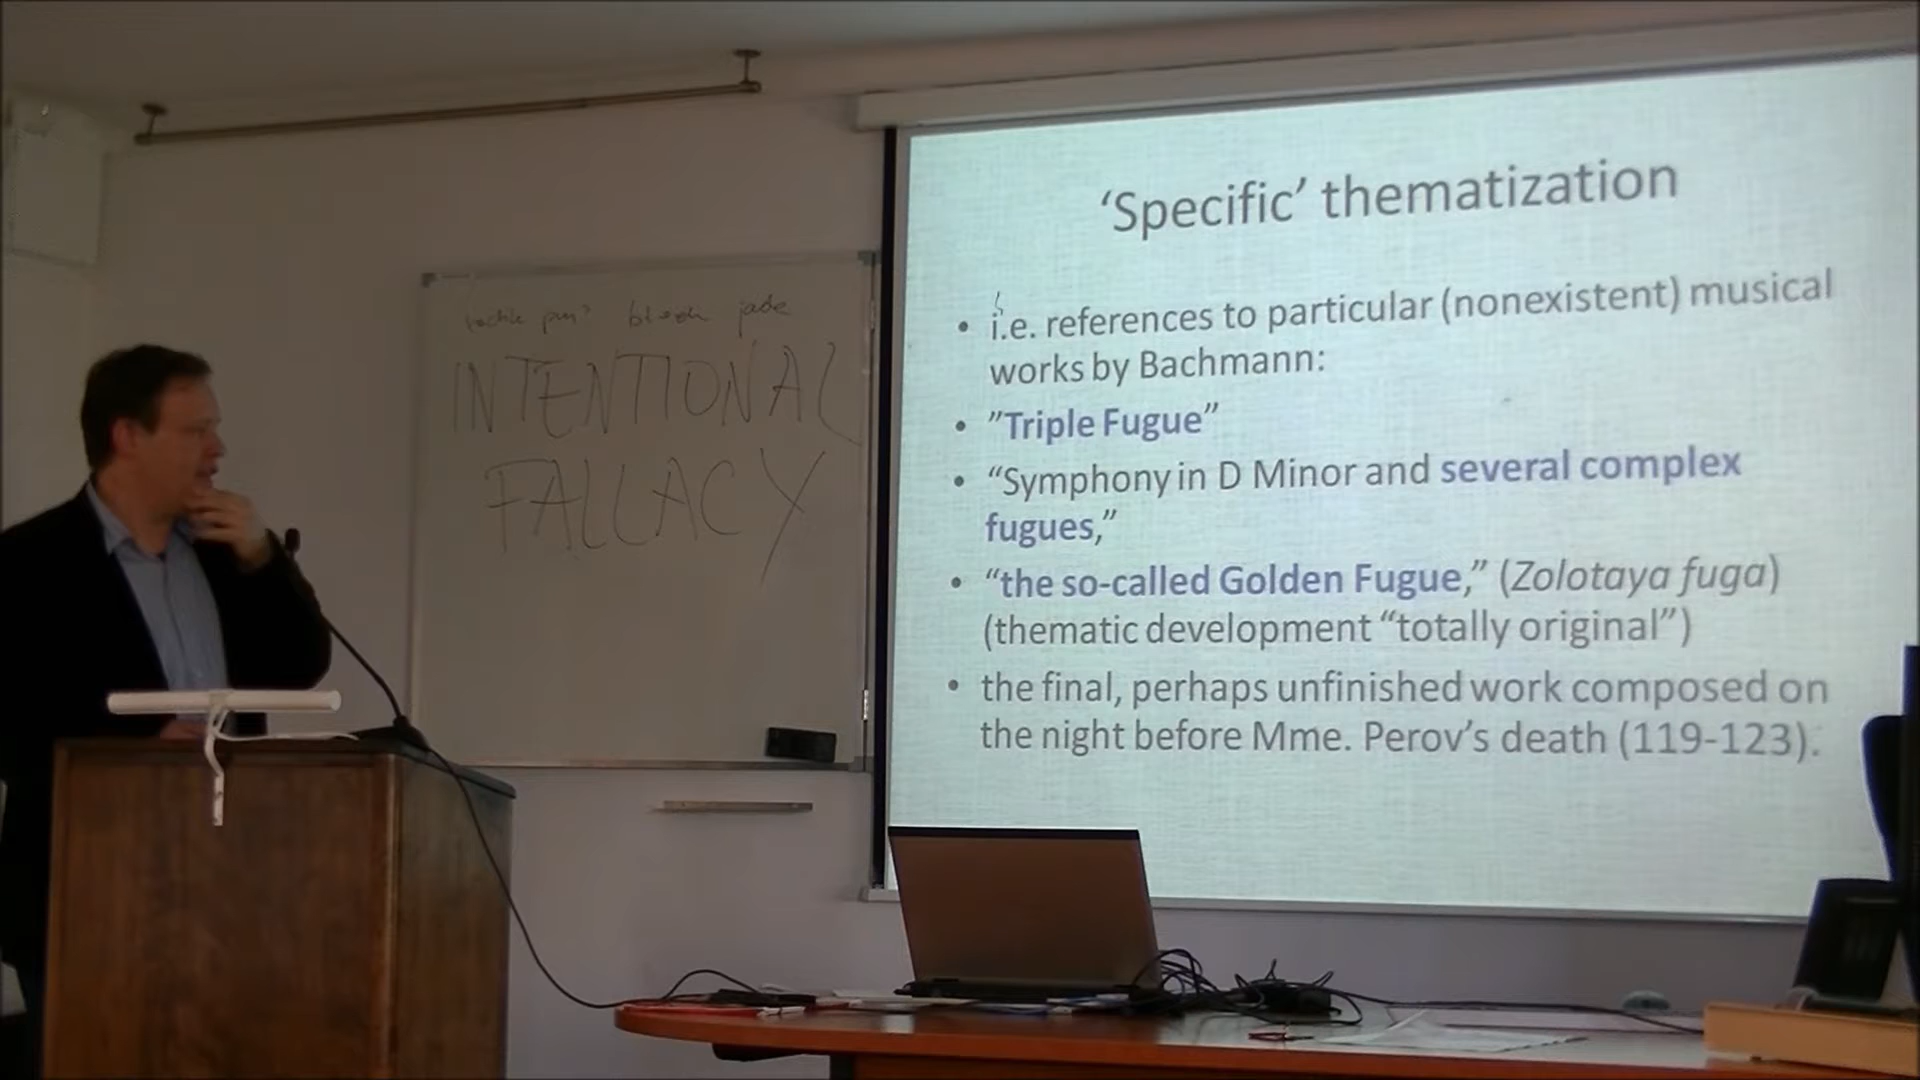 jade
INTENTIONAL
FALLACY
‘Specific’ thematization
• i.e. references to particular (nonexistent) musical
works by Bachmann:
• ”Triple Fugue”
• “Symphony in D Minor and several complex
fugues,”
• “the so-called Golden Fugue,” (Zolotaya fuga)
(thematic development “totally original”)
• the final, perhaps unfinished work composed on
the night before Mme. Perov’s death (119-123).